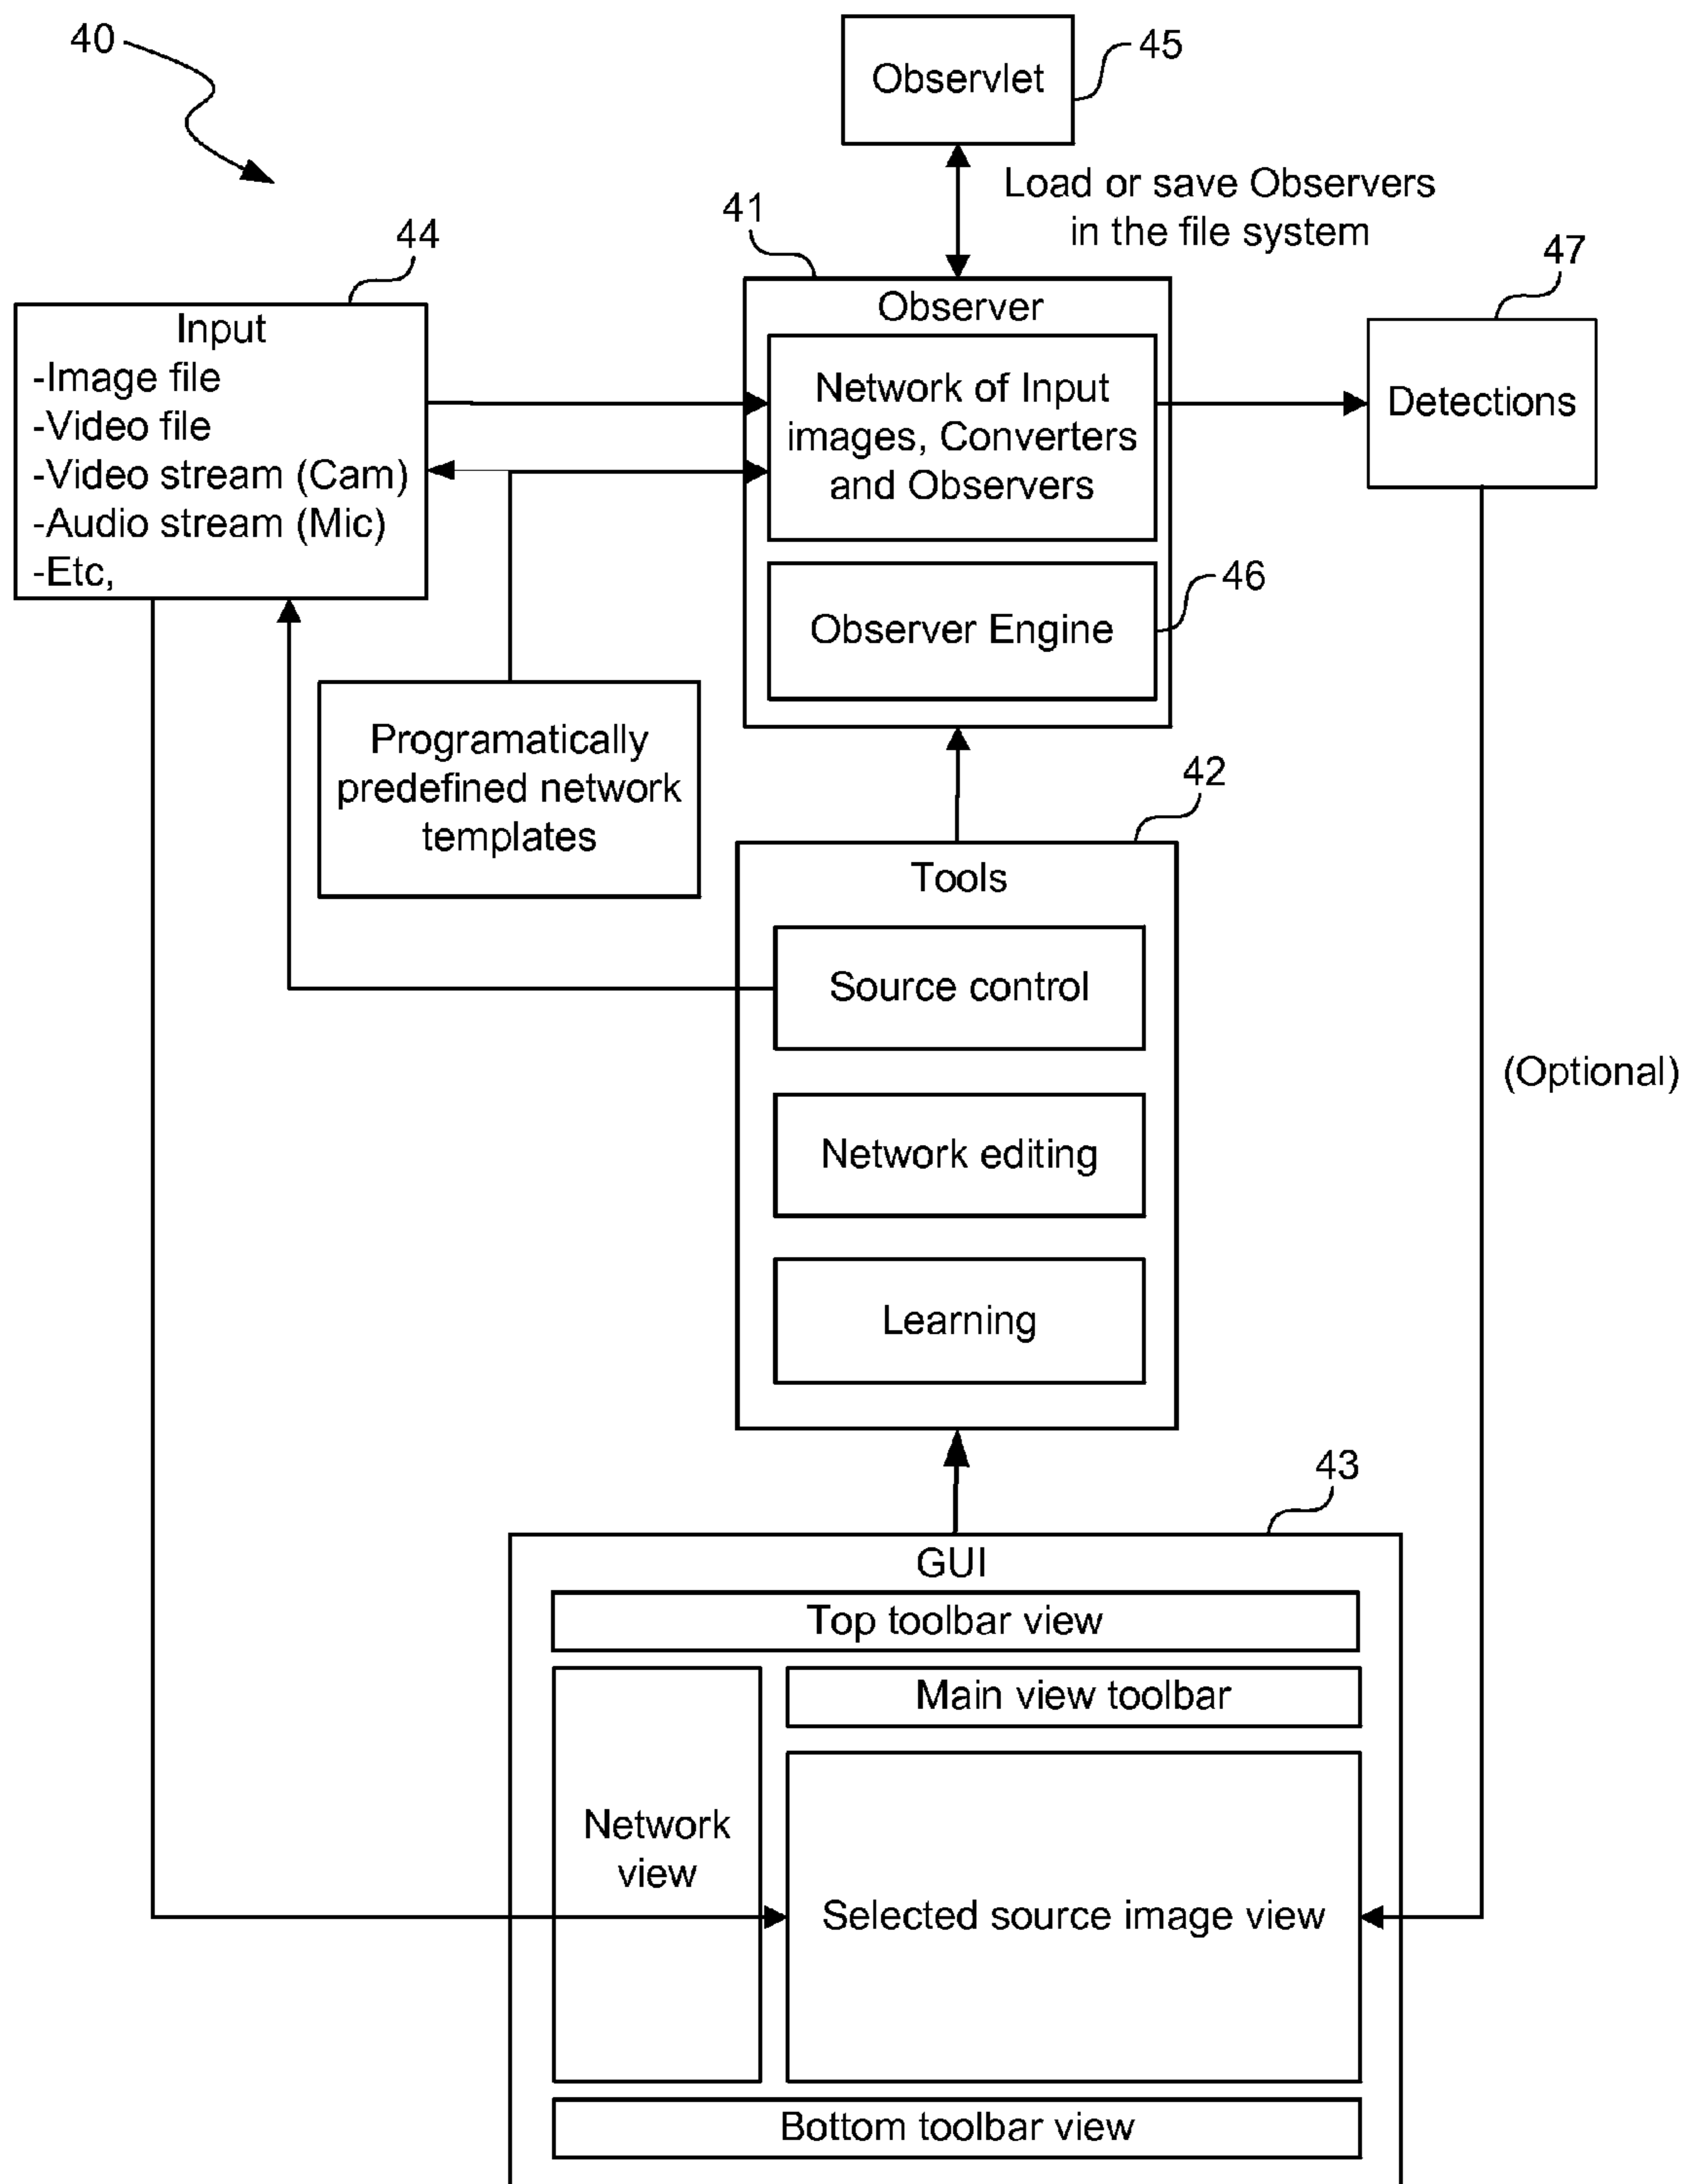 40
Observlet
45
Load or save Observers
in the file system
41
44
47
Input
-Image file
-Video file
-Video stream (Cam)
-Audio stream (Mic)
-Etc,
Observer
Network of Input
images, Converters
and Observers
Detections
Observer Engine
46
Programatically
predefined network
templates
42
Tools
Source control
Network editing
Learning
(Optional)
43
GUI
Top toolbar view
Main view toolbar
Network
view
Selected source image view
Bottom toolbar view